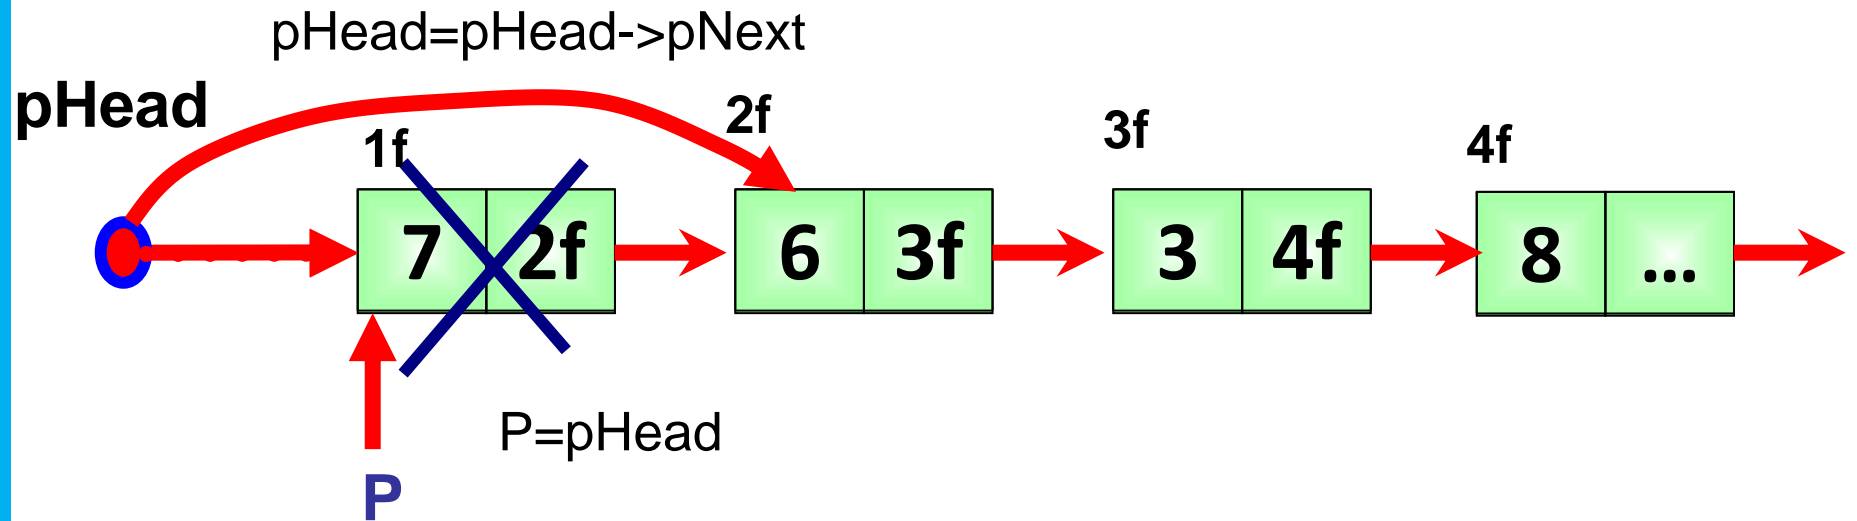 pHead=pHead->pNext
pHead
1f
2f
3f
4f
7 2f 6 3f 3 4f 8 ...
P=pHead
P